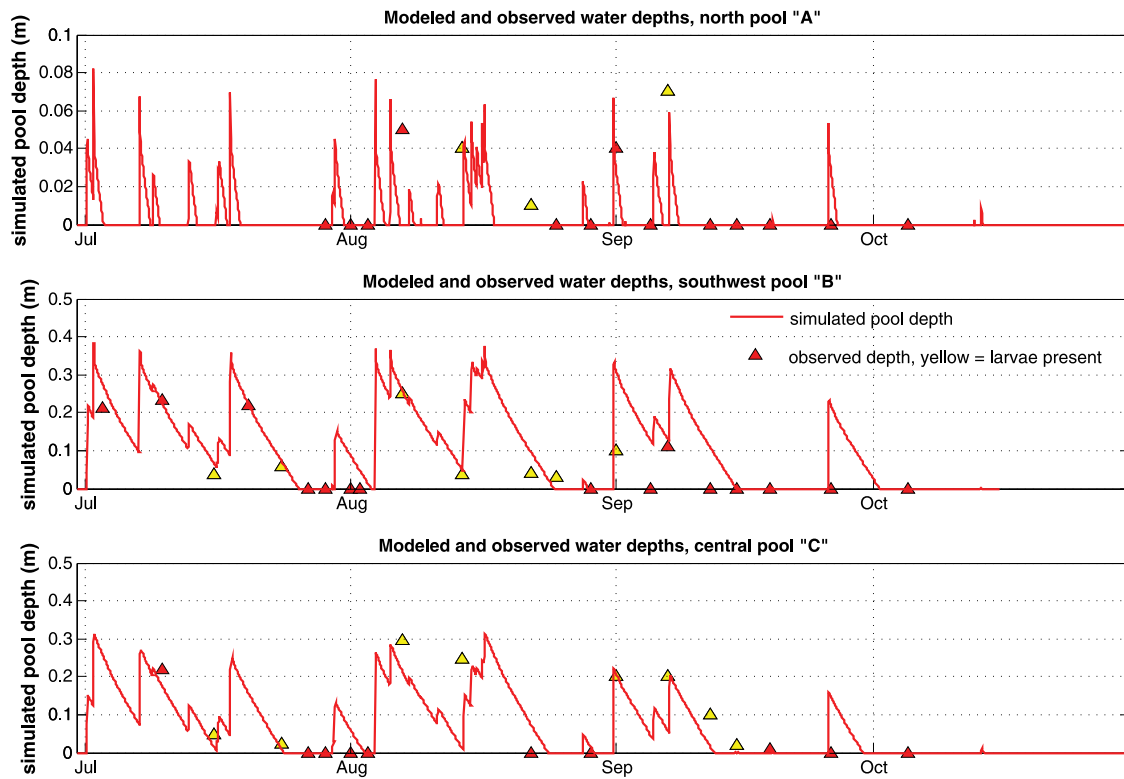 Modeled and observed water depths, north pool "A"
simulated pool depth (m)
0.1
0.08
0.06
0.04
0.02
0
Jul Aug Sep Oct
Modeled and observed water depths, southwest pool "B"
simulated pool depth (m)
0.5
0.4
0.3
0.2
0.1
0
simulated pool depth
observed depth, yellow = larvae present
Jul Aug Sep Oct
Modeled and observed water depths, central pool "C"
simulated pool depth (m)
0.5
0.4
0.3
0.2
0.1
0
Jul Aug Sep Oct